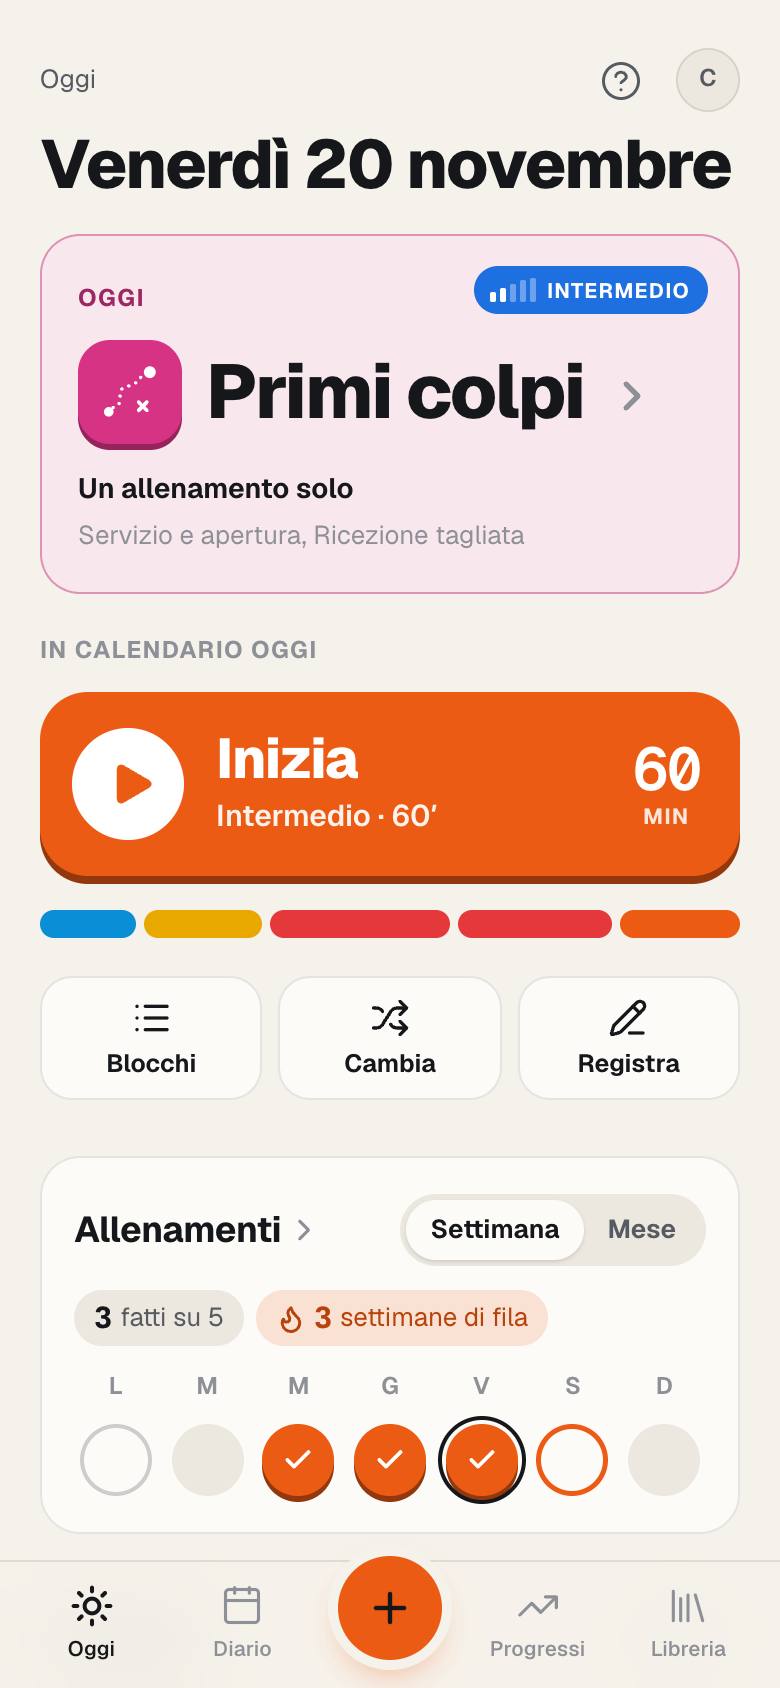 Oggi
C
Venerdì 20 novembre
OGGI
INTERMEDIO
Primi colpi
Un allenamento solo
Servizio e apertura, Ricezione tagliata
IN CALENDARIO OGGI
Inizia
Intermedio · 60′
60
MIN
Blocchi
Cambia
Registra
Allenamenti
Settimana
Mese
3 fatti su 5
3 settimane di fila
L M M G V S D
Oggi
Diario
Progressi
Libreria